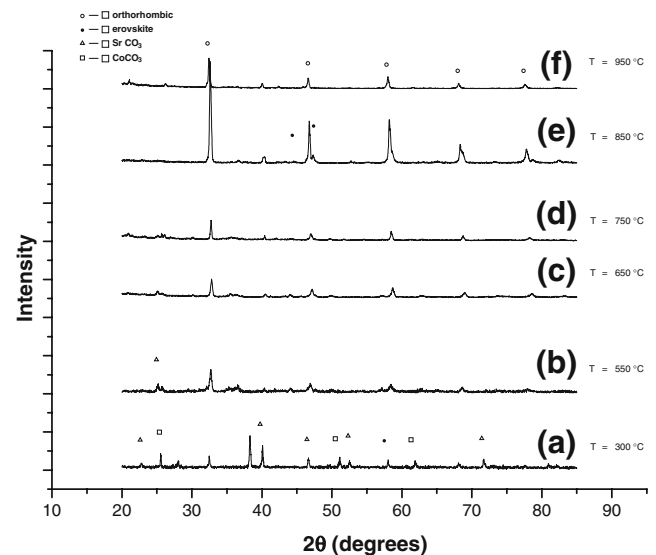 ○ — □ orthorhombic
● — □ erovskite
△ — □ Sr CO₃
□ — □ CoCO₃
(f) T = 950 °C
(e) T = 850 °C
(d) T = 750 °C
(c) T = 650 °C
(b) T = 550 °C
(a) T = 300 °C
Intensity
10 20 30 40 50 60 70 80 90
2θ (degrees)